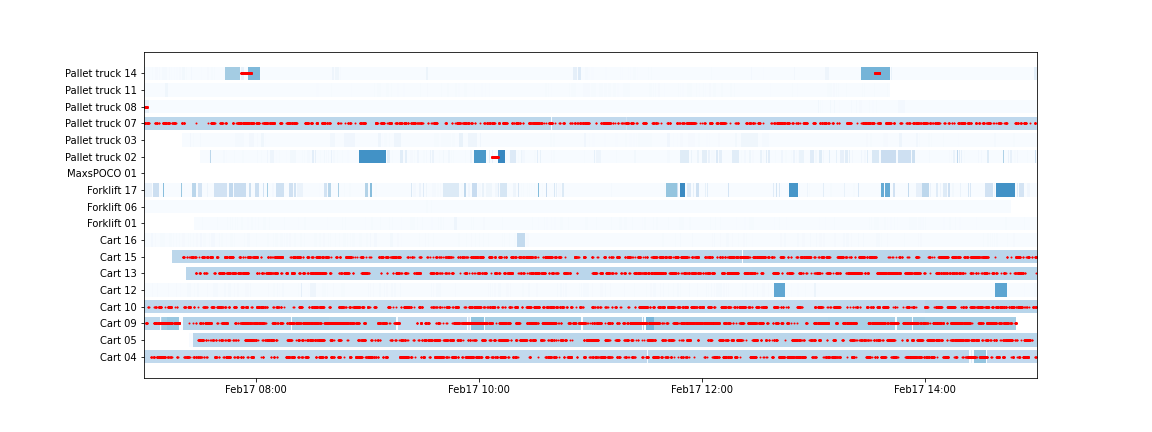 Pallet truck 14
Pallet truck 11
Pallet truck 08
Pallet truck 07
Pallet truck 03
Pallet truck 02
MaxsPOCO 01
Forklift 17
Forklift 06
Forklift 01
Cart 16
Cart 15
Cart 13
Cart 12
Cart 10
Cart 09
Cart 05
Cart 04
Feb17 08:00 Feb17 10:00 Feb17 12:00 Feb17 14:00